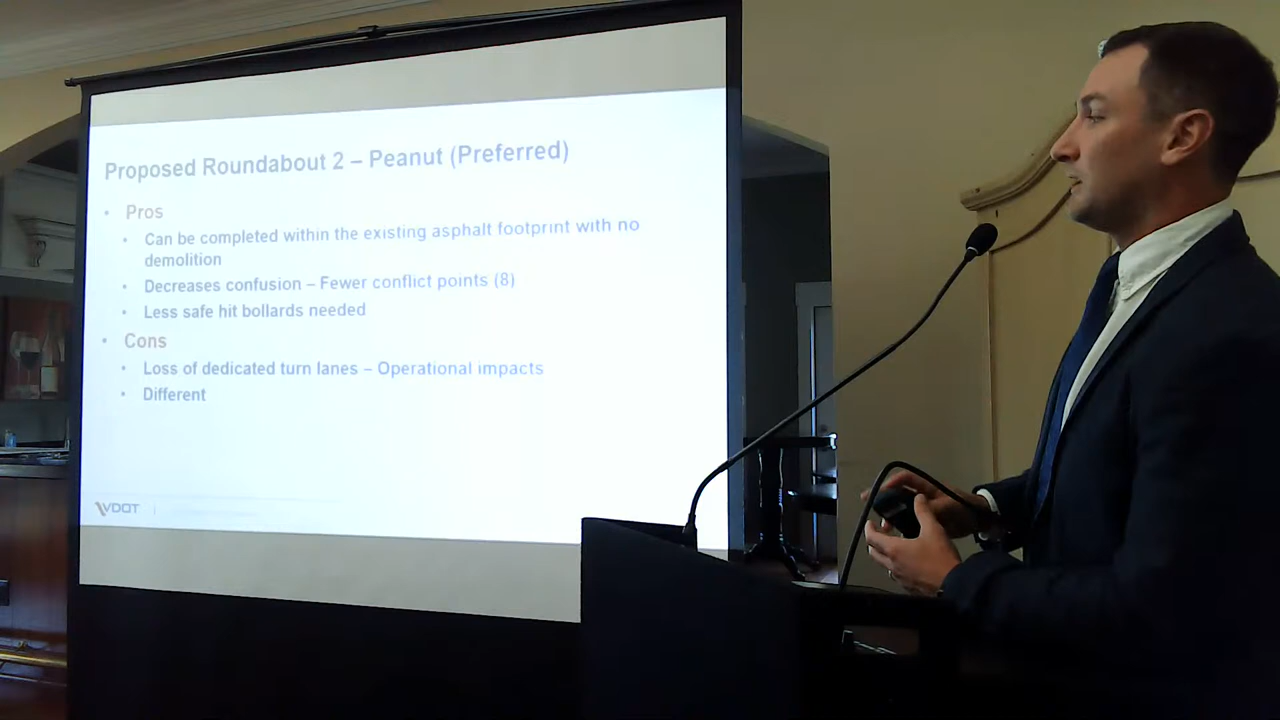 Proposed Roundabout 2 – Peanut (Preferred)
• Pros
• Can be completed within the existing asphalt footprint with no
demolition
• Decreases confusion – Fewer conflict points (8)
• Less safe hit bollards needed
• Cons
• Loss of dedicated turn lanes – Operational impacts
• Different
VDOT